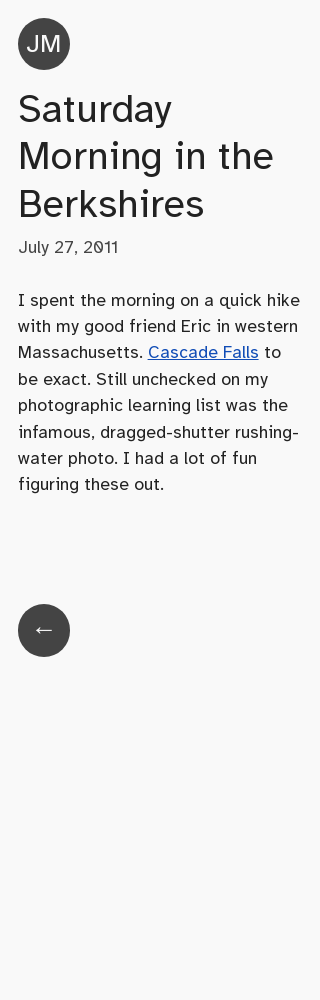 JM
Saturday
Morning in the
Berkshires
July 27, 2011
I spent the morning on a quick hike
with my good friend Eric in western
Massachusetts. Cascade Falls to
be exact. Still unchecked on my
photographic learning list was the
infamous, dragged-shutter rushing-
water photo. I had a lot of fun
figuring these out.
←